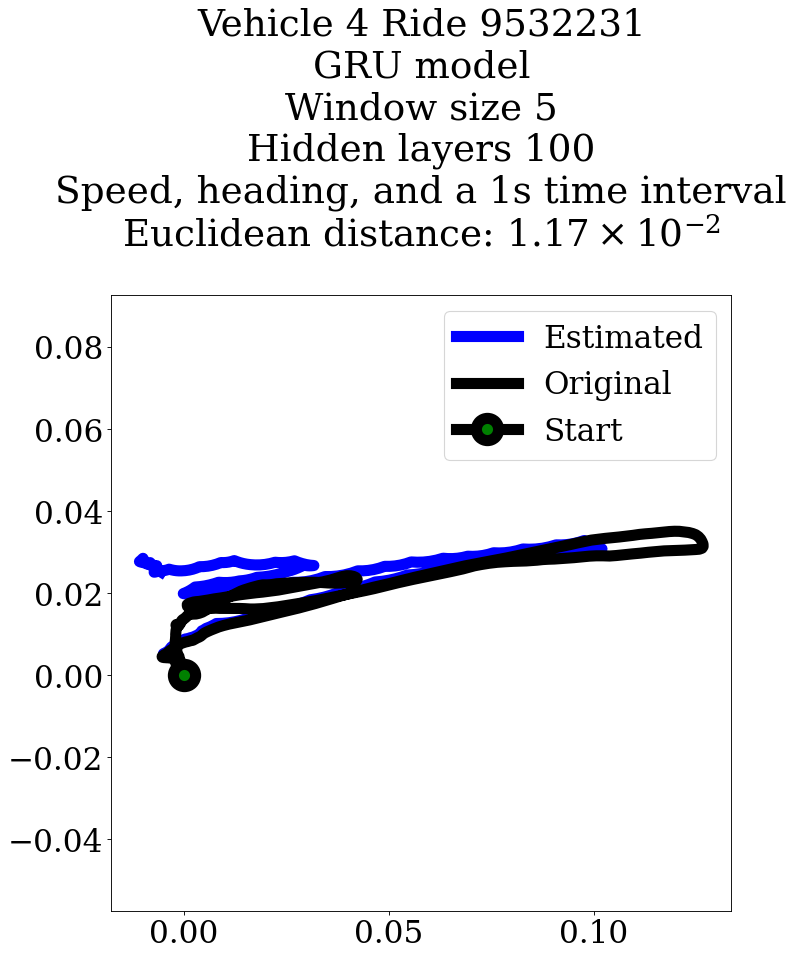 Vehicle 4 Ride 9532231
GRU model
Window size 5
Hidden layers 100
Speed, heading, and a 1s time interval
Euclidean distance: 1.17 × 10⁻²
Estimated
Original
Start
0.08
0.06
0.04
0.02
0.00
−0.02
−0.04
0.00 0.05 0.10